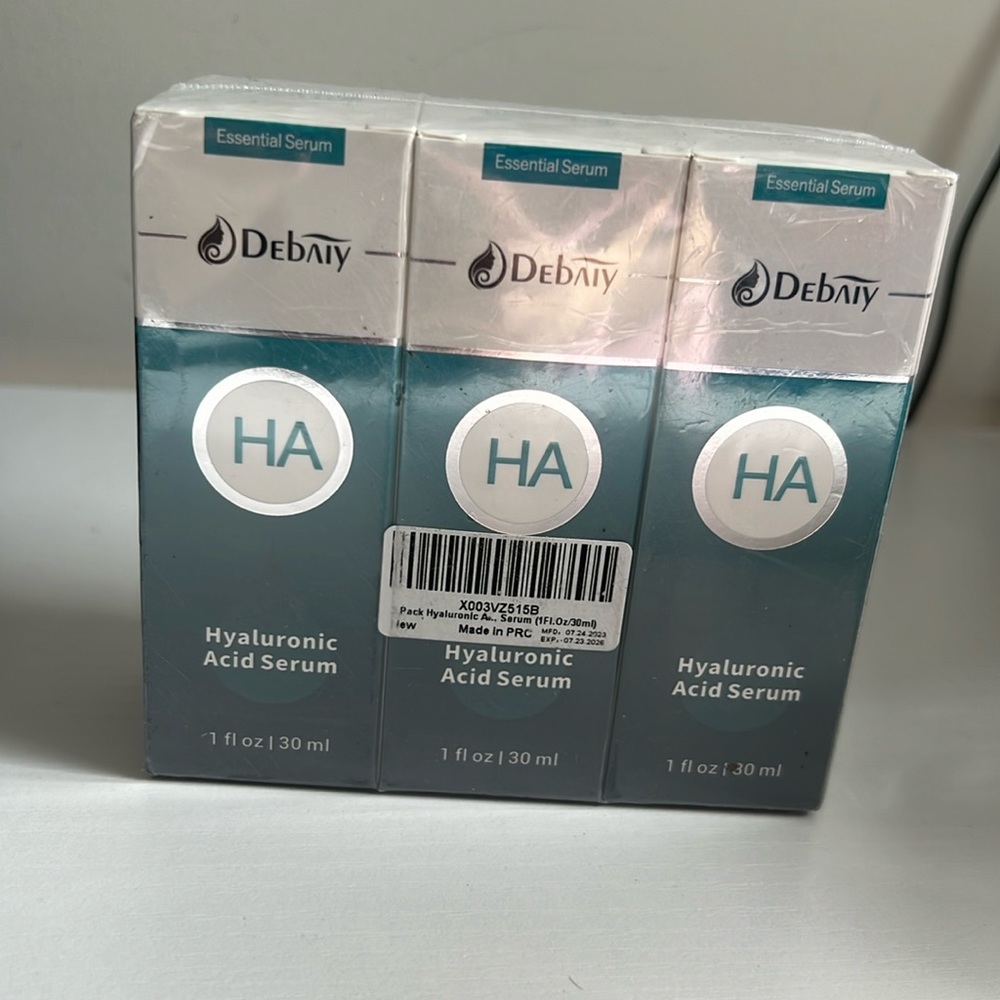 Essential Serum
DEBAIY
HA
Hyaluronic
Acid Serum
1 fl oz | 30 ml
Essential Serum
DEBAIY
HA
X003VZ515B
Pack Hyaluronic A... Serum (1Fl.Oz/30ml)
ew Made in PRC MFD: 07.24.2023
EXP: 07.23.2026
Hyaluronic
Acid Serum
1 fl oz | 30 ml
Essential Serum
DEBAIY
HA
Hyaluronic
Acid Serum
1 fl oz | 30 ml